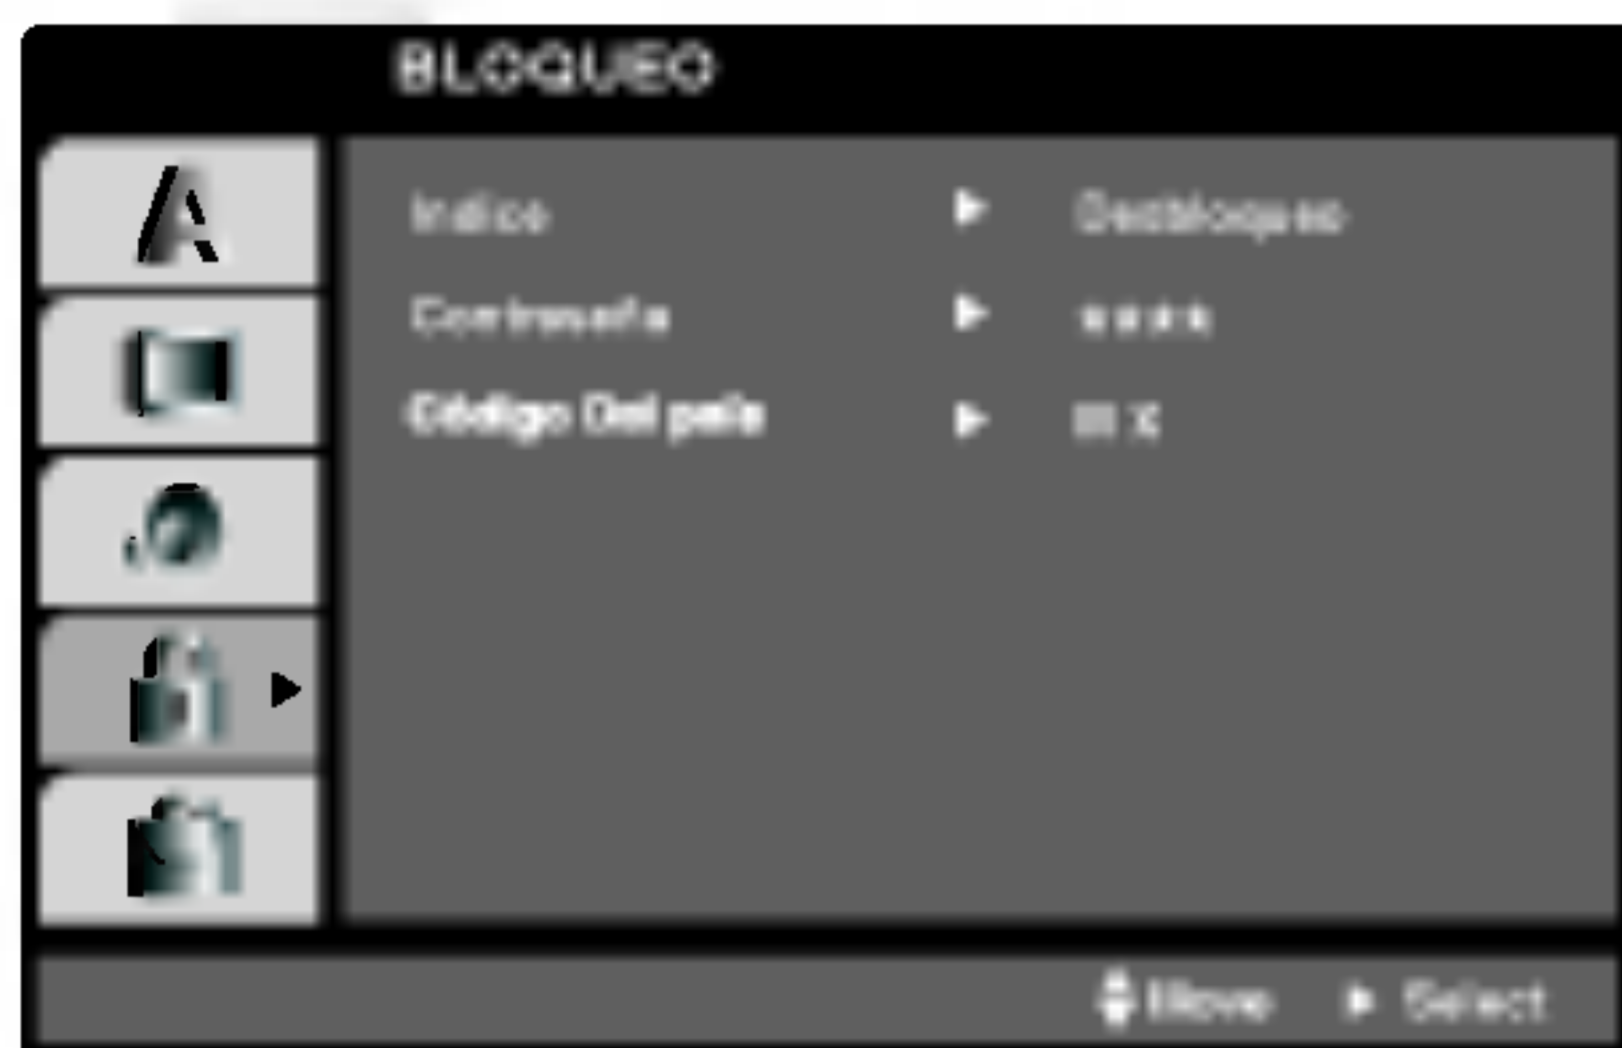 BLOQUEO
Indice ▶ Desbloqueo
Contraseña ▶ ****
Código Del país ▶ M X
Move ▶ Select